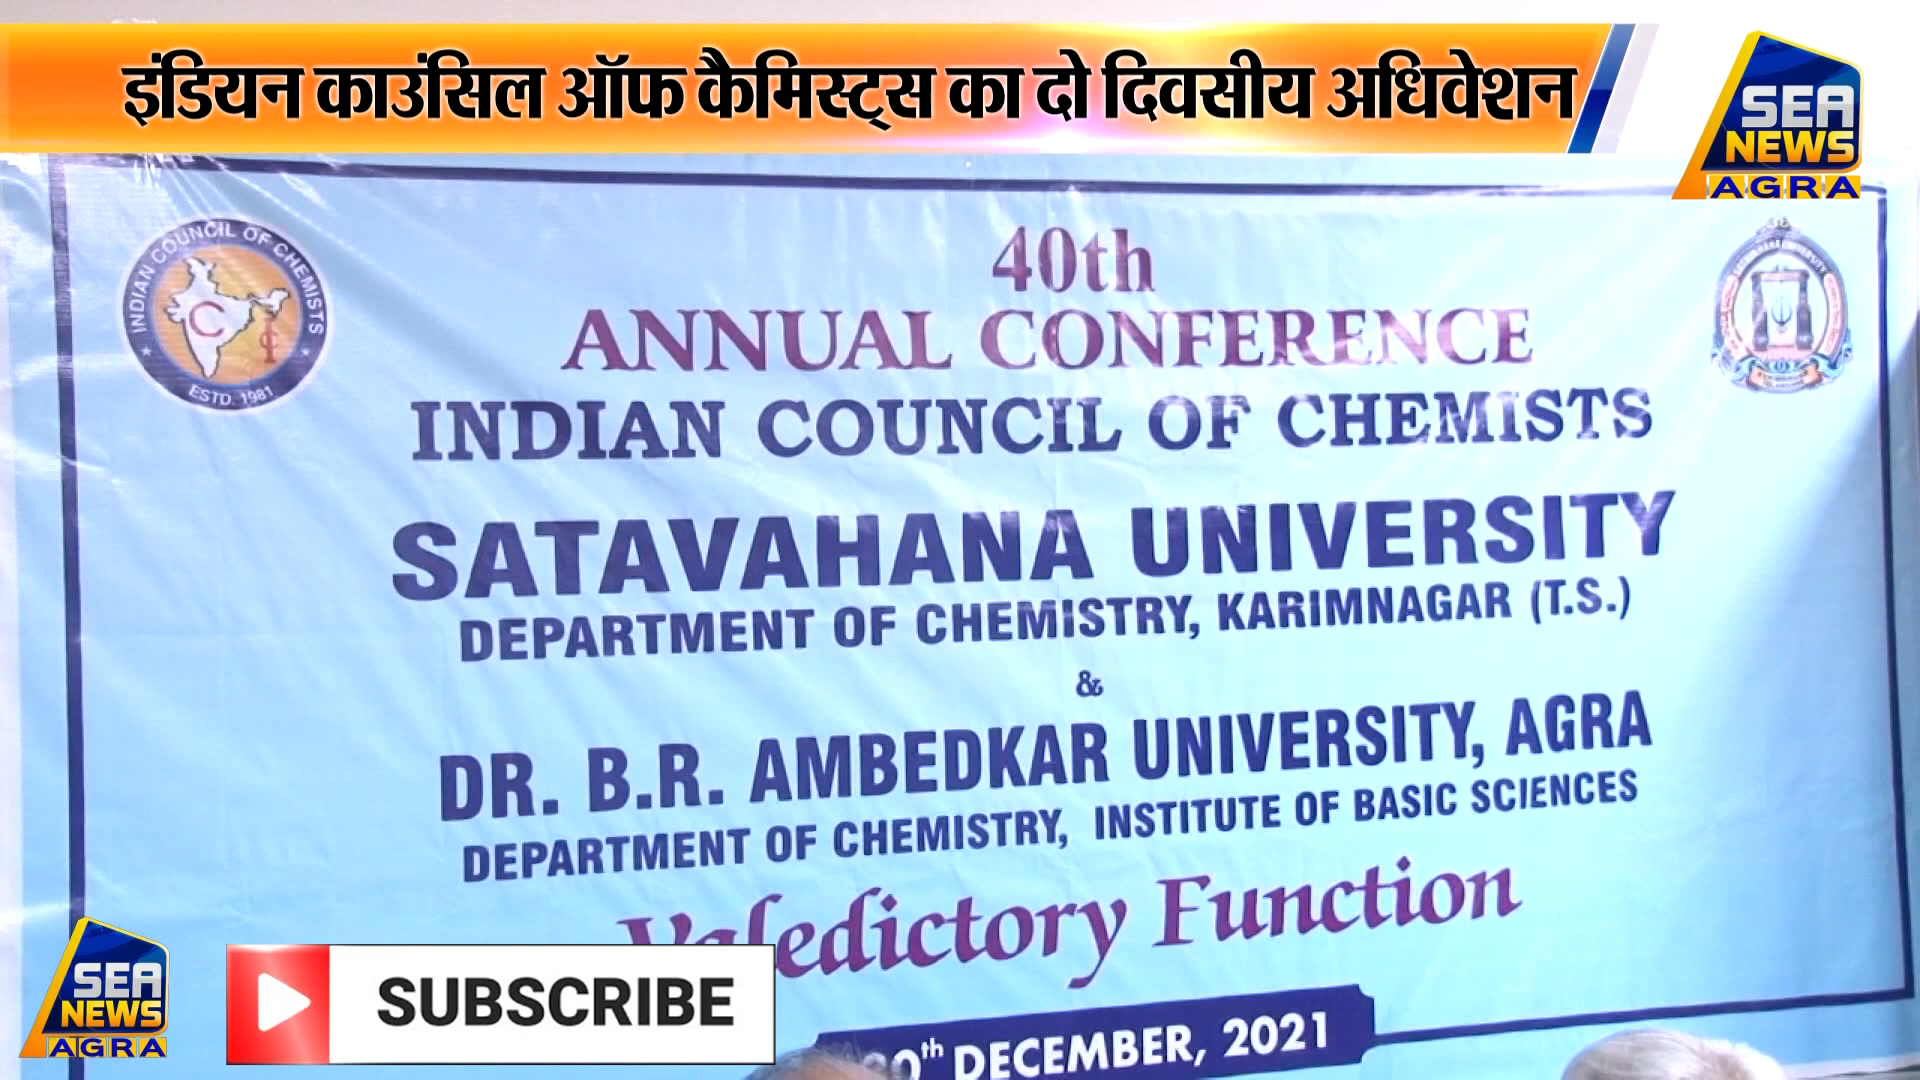 इंडियन काउंसिल ऑफ कैमिस्ट्स का दो दिवसीय अधिवेशन
SEA
NEWS
AGRA
INDIAN COUNCIL OF CHEMISTS
ESTD. 1981
40th
ANNUAL CONFERENCE
INDIAN COUNCIL OF CHEMISTS
SATAVAHANA UNIVERSITY
DEPARTMENT OF CHEMISTRY, KARIMNAGAR (T.S.)
&
DR. B.R. AMBEDKAR UNIVERSITY, AGRA
DEPARTMENT OF CHEMISTRY, INSTITUTE OF BASIC SCIENCES
Valedictory Function
DECEMBER, 2021
SEA
NEWS
AGRA
SUBSCRIBE